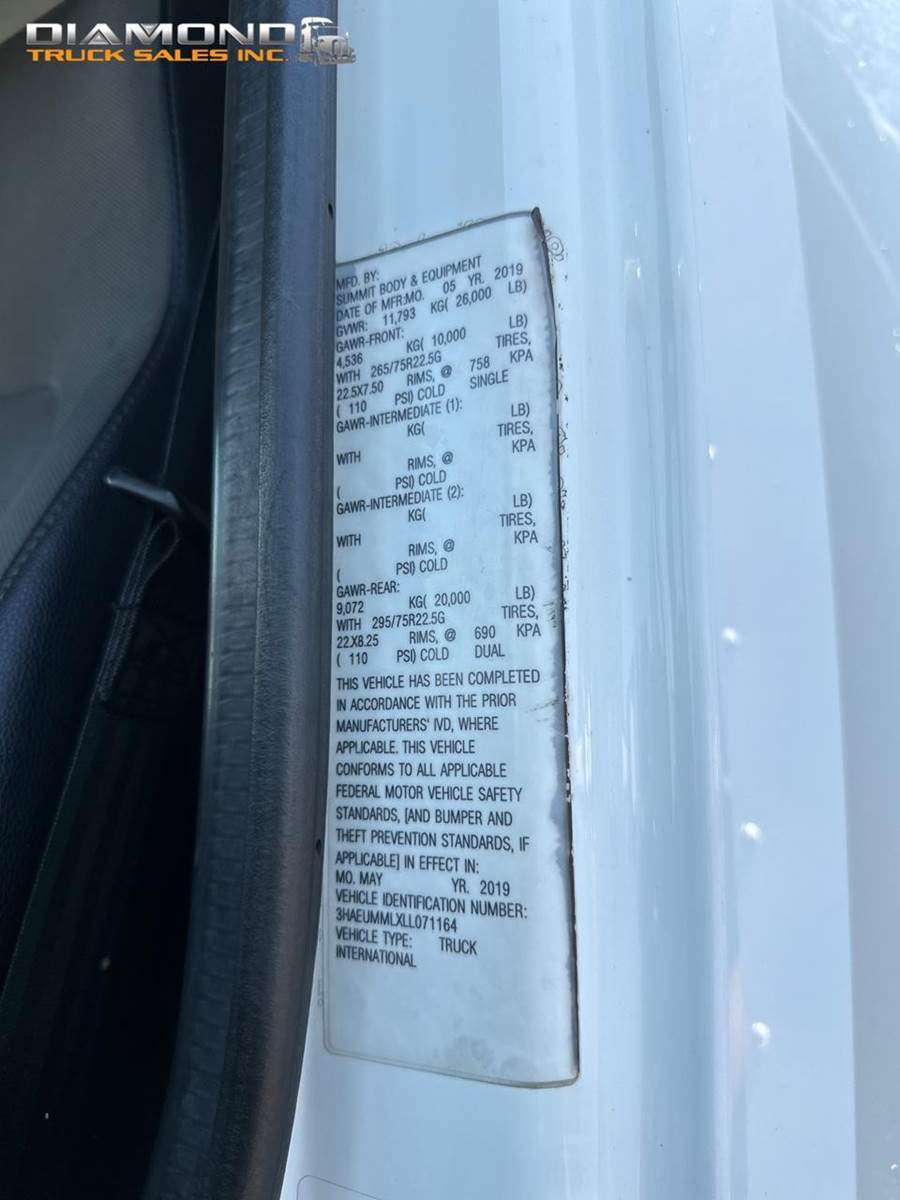 DIAMOND
TRUCK SALES INC.
MFD. BY:
SUMMIT BODY & EQUIPMENT
DATE OF MFR:MO. 05 YR. 2019
GVWR: 11,793 KG( 26,000 LB)
GAWR-FRONT:
4,536 KG( 10,000 LB)
WITH 265/75R22.5G TIRES,
22.5X7.50 RIMS, @ 758 KPA
( 110 PSI) COLD SINGLE
GAWR-INTERMEDIATE (1):
KG( LB)
WITH TIRES,
RIMS, @ KPA
( PSI) COLD
GAWR-INTERMEDIATE (2):
KG( LB)
WITH TIRES,
RIMS, @ KPA
( PSI) COLD
GAWR-REAR:
9,072 KG( 20,000 LB)
WITH 295/75R22.5G TIRES,
22X8.25 RIMS, @ 690 KPA
( 110 PSI) COLD DUAL
THIS VEHICLE HAS BEEN COMPLETED
IN ACCORDANCE WITH THE PRIOR
MANUFACTURERS' IVD, WHERE
APPLICABLE. THIS VEHICLE
CONFORMS TO ALL APPLICABLE
FEDERAL MOTOR VEHICLE SAFETY
STANDARDS, [AND BUMPER AND
THEFT PREVENTION STANDARDS, IF
APPLICABLE] IN EFFECT IN:
MO. MAY YR. 2019
VEHICLE IDENTIFICATION NUMBER:
3HAEUMMLXLL071164
VEHICLE TYPE: TRUCK
INTERNATIONAL